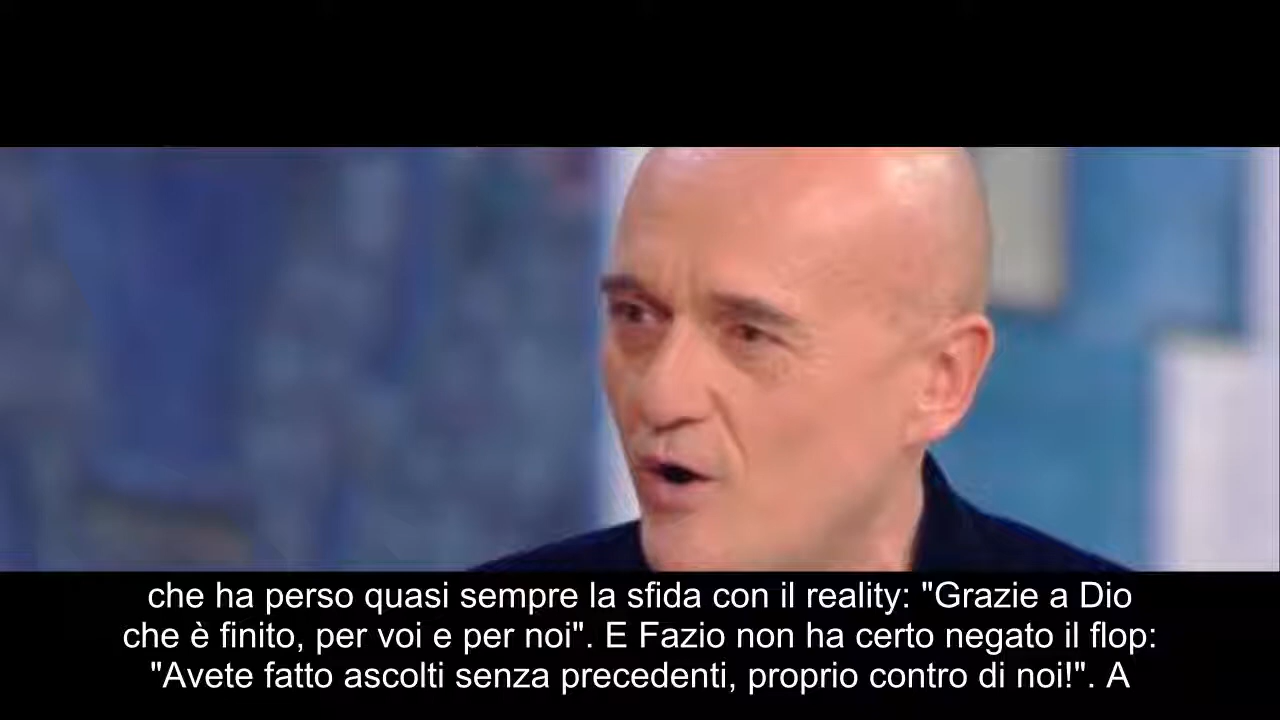 che ha perso quasi sempre la sfida con il reality: "Grazie a Dio
che è finito, per voi e per noi". E Fazio non ha certo negato il flop:
"Avete fatto ascolti senza precedenti, proprio contro di noi!". A